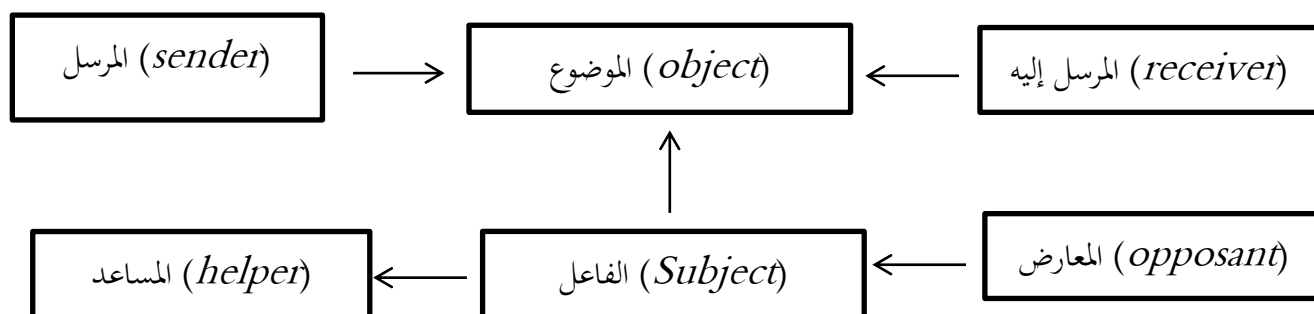 المرسل (sender)
الموضوع (object)
المرسل إليه (receiver)
المساعد (helper)
الفاعل (Subject)
المعارض (opposant)